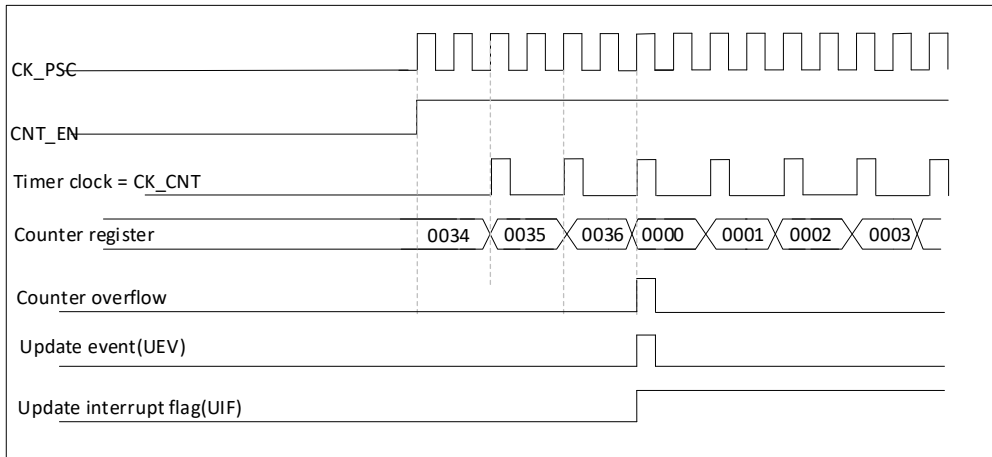 CK_PSC
CNT_EN
Timer clock = CK_CNT
Counter register
0034 0035 0036 0000 0001 0002 0003
Counter overflow
Update event(UEV)
Update interrupt flag(UIF)